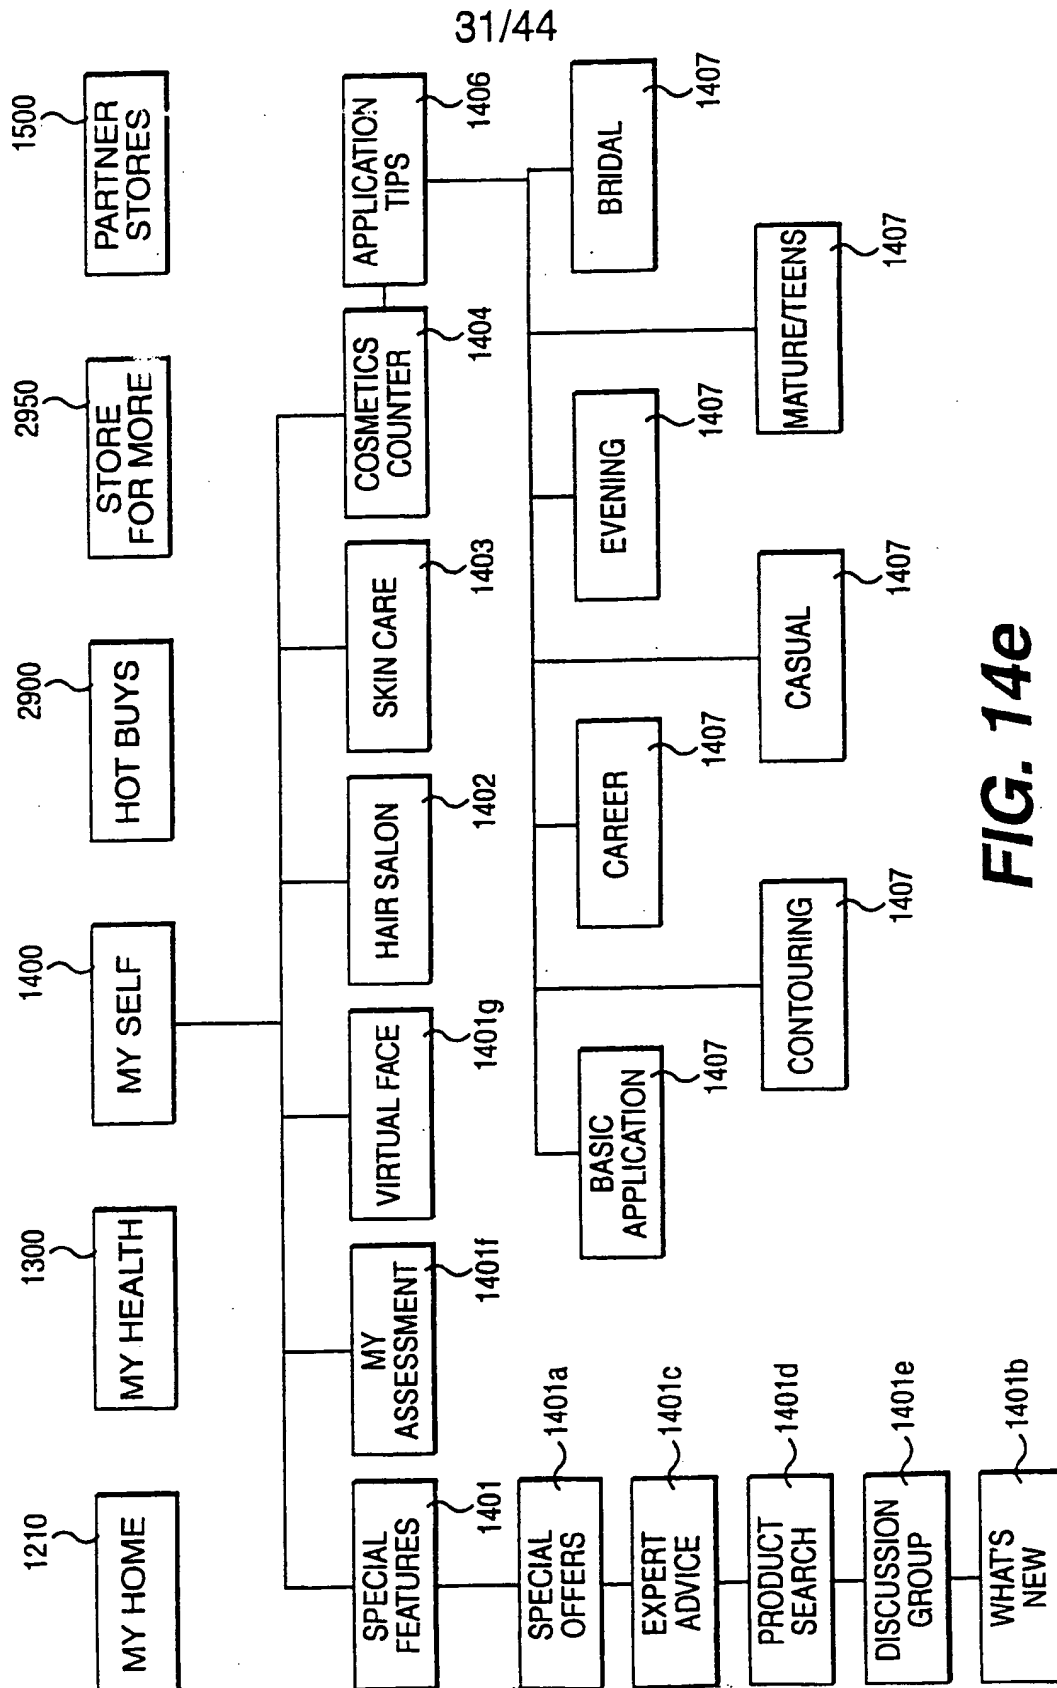 31/44
1210
MY HOME
1300
MY HEALTH
1400
MY SELF
2900
HOT BUYS
2950
STORE
FOR MORE
1500
PARTNER
STORES
SPECIAL
FEATURES
1401
MY
ASSESSMENT
1401f
VIRTUAL FACE
1401g
HAIR SALON
1402
SKIN CARE
1403
COSMETICS
COUNTER
1404
APPLICATION
TIPS
1406
SPECIAL
OFFERS
1401a
EXPERT
ADVICE
1401c
PRODUCT
SEARCH
1401d
DISCUSSION
GROUP
1401e
WHAT'S
NEW
1401b
BASIC
APPLICATION
1407
CAREER
1407
EVENING
1407
BRIDAL
1407
CONTOURING
1407
CASUAL
1407
MATURE/TEENS
1407
FIG. 14e